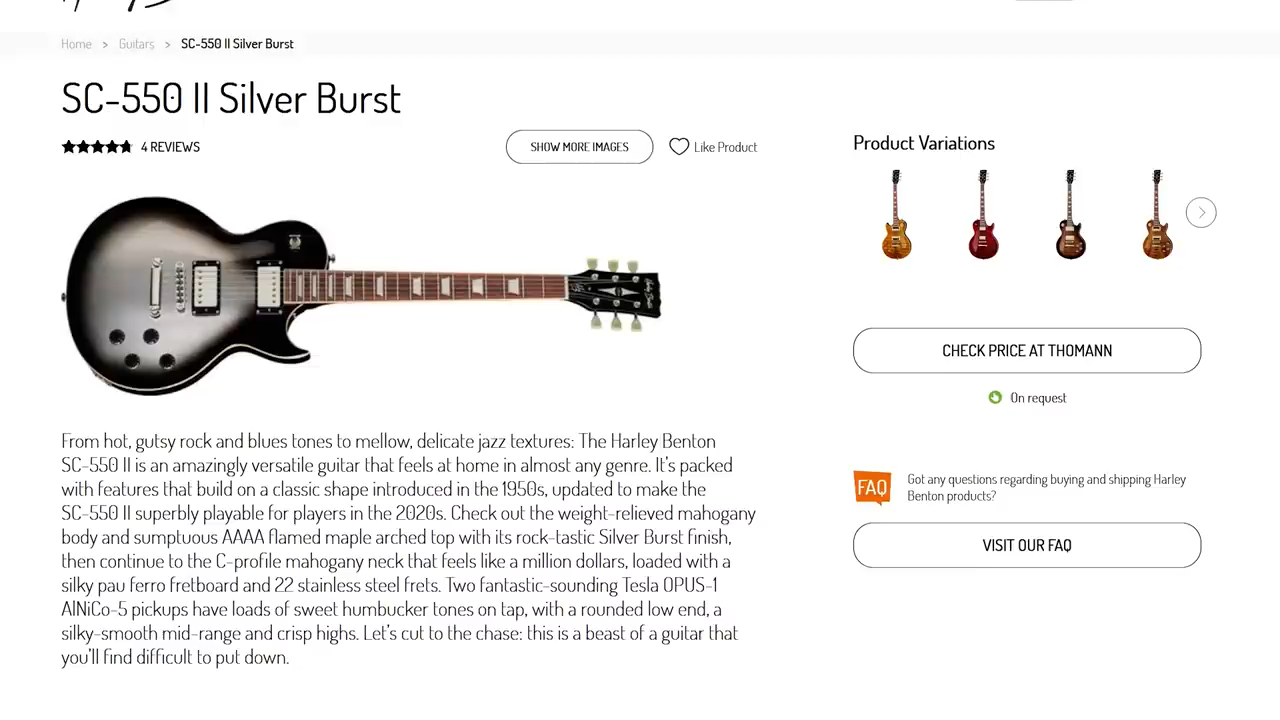 Home > Guitars > SC-550 II Silver Burst
SC-550 II Silver Burst
4 REVIEWS
SHOW MORE IMAGES
Like Product
From hot, gutsy rock and blues tones to mellow, delicate jazz textures: The Harley Benton
SC-550 II is an amazingly versatile guitar that feels at home in almost any genre. It's packed
with features that build on a classic shape introduced in the 1950s, updated to make the
SC-550 II superbly playable for players in the 2020s. Check out the weight-relieved mahogany
body and sumptuous AAAA flamed maple arched top with its rock-tastic Silver Burst finish,
then continue to the C-profile mahogany neck that feels like a million dollars, loaded with a
silky pau ferro fretboard and 22 stainless steel frets. Two fantastic-sounding Tesla OPUS-1
AlNiCo-5 pickups have loads of sweet humbucker tones on tap, with a rounded low end, a
silky-smooth mid-range and crisp highs. Let's cut to the chase: this is a beast of a guitar that
you'll find difficult to put down.
Product Variations
CHECK PRICE AT THOMANN
On request
FAQ
Got any questions regarding buying and shipping Harley
Benton products?
VISIT OUR FAQ